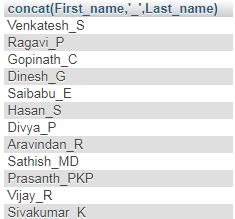 concat(First_name,'_',Last_name)
Venkatesh_S
Ragavi_P
Gopinath_C
Dinesh_G
Saibabu_E
Hasan_S
Divya_P
Aravindan_R
Sathish_MD
Prasanth_PKP
Vijay_R
Sivakumar_K